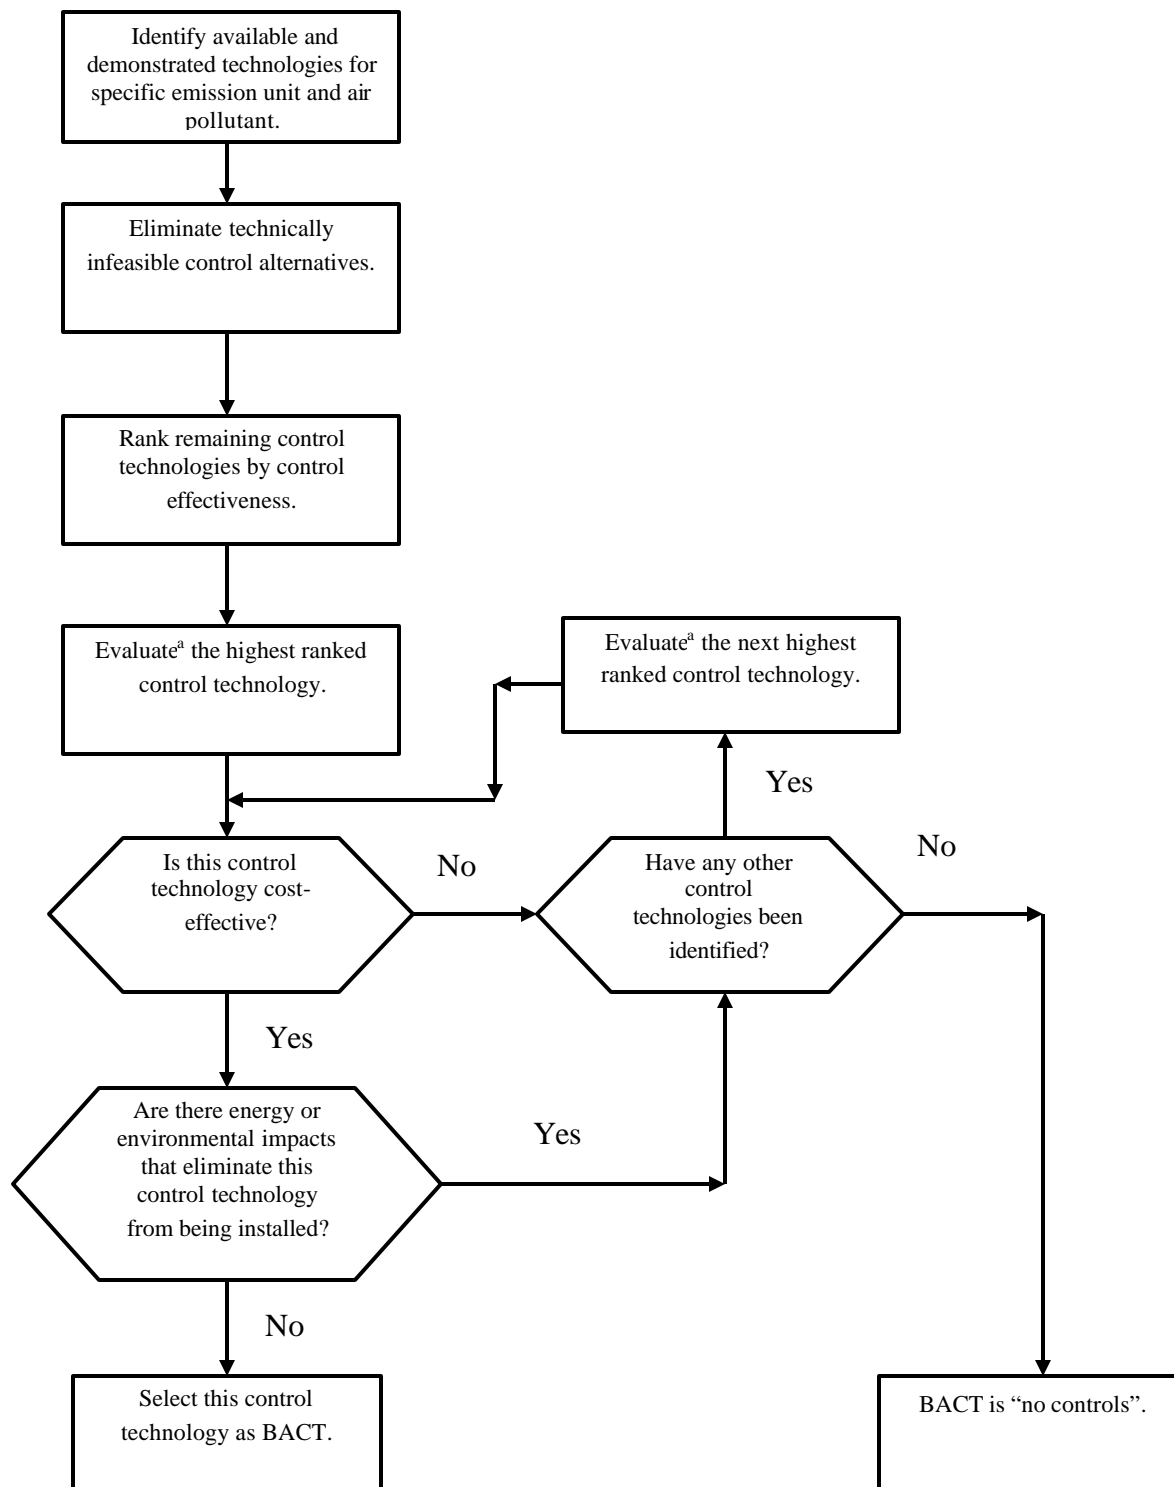 Identify available and
demonstrated technologies for
specific emission unit and air
pollutant.
Eliminate technically
infeasible control alternatives.
Rank remaining control
technologies by control
effectiveness.
Evaluateᵃ the highest ranked
control technology.
Evaluateᵃ the next highest
ranked control technology.
Yes
Is this control
technology cost-
effective?
No
Have any other
control
technologies been
identified?
No
Yes
Are there energy or
environmental impacts
that eliminate this
control technology
from being installed?
Yes
No
Select this control
technology as BACT.
BACT is “no controls”.